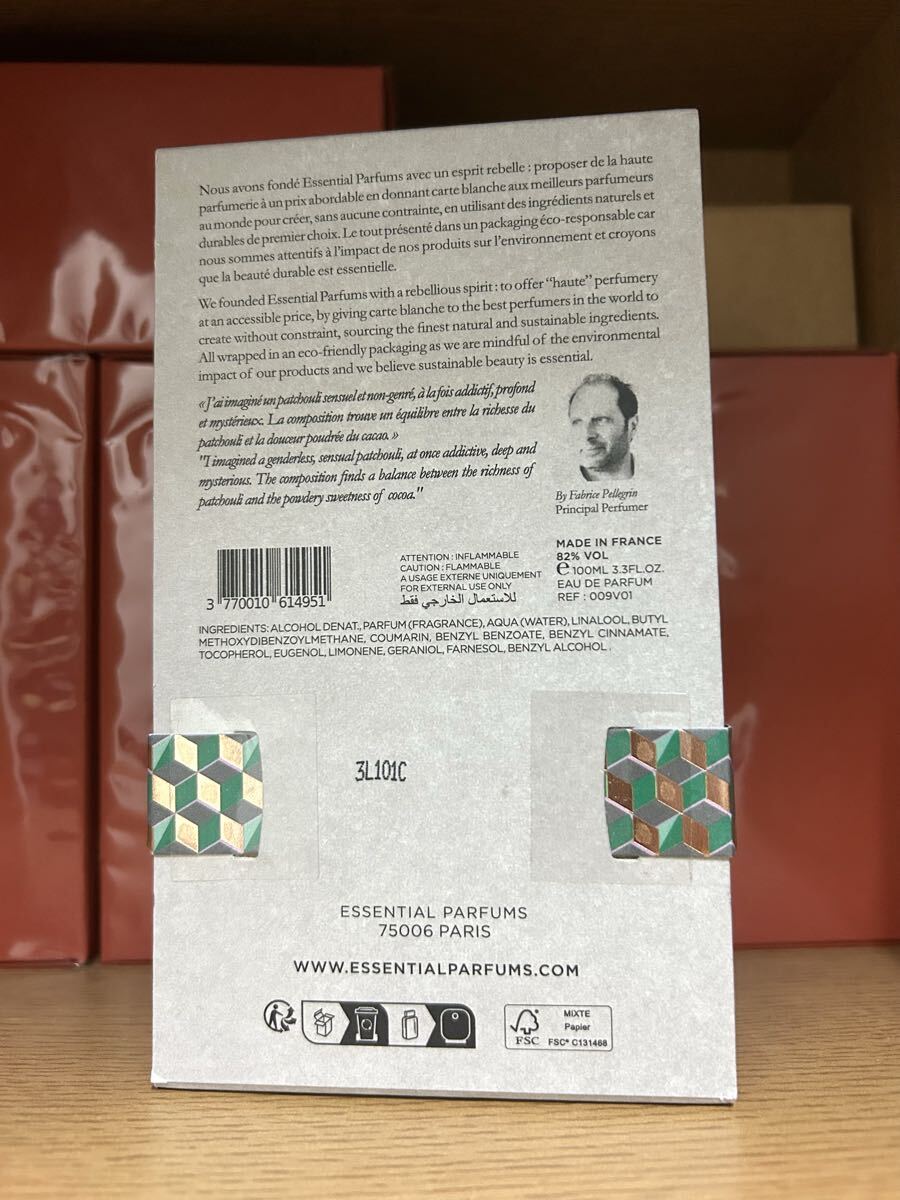 Nous avons fondé Essential Parfums avec un esprit rebelle : proposer de la haute
parfumerie à un prix abordable en donnant carte blanche aux meilleurs parfumeurs
au monde pour créer, sans aucune contrainte, en utilisant des ingrédients naturels et
durables de premier choix. Le tout présenté dans un packaging éco-responsable car
nous sommes attentifs à l'impact de nos produits sur l'environnement et croyons
que la beauté durable est essentielle.
We founded Essential Parfums with a rebellious spirit : to offer "haute" perfumery
at an accessible price, by giving carte blanche to the best perfumers in the world to
create without constraint, sourcing the finest natural and sustainable ingredients.
All wrapped in an eco-friendly packaging as we are mindful of the environmental
impact of our products and we believe sustainable beauty is essential.
« J'ai imaginé un patchouli sensuel et non-genré, à la fois addictif, profond
et mystérieux. La composition trouve un équilibre entre la richesse du
patchouli et la douceur poudrée du cacao. »
"I imagined a genderless, sensual patchouli, at once addictive, deep and
mysterious. The composition finds a balance between the richness of
patchouli and the powdery sweetness of cocoa."
By Fabrice Pellegrin
Principal Perfumer
3 770010 614951
ATTENTION : INFLAMMABLE
CAUTION : FLAMMABLE
A USAGE EXTERNE UNIQUEMENT
FOR EXTERNAL USE ONLY
للاستعمال الخارجي فقط
MADE IN FRANCE
82% VOL
℮ 100ML 3.3FL.OZ.
EAU DE PARFUM
REF : 009V01
INGREDIENTS: ALCOHOL DENAT., PARFUM (FRAGRANCE), AQUA (WATER), LINALOOL, BUTYL
METHOXYDIBENZOYLMETHANE, COUMARIN, BENZYL BENZOATE, BENZYL CINNAMATE,
TOCOPHEROL, EUGENOL, LIMONENE, GERANIOL, FARNESOL, BENZYL ALCOHOL .
3L101C
ESSENTIAL PARFUMS
75006 PARIS
WWW.ESSENTIALPARFUMS.COM
FSC
MIXTE
Papier
FSC® C131468